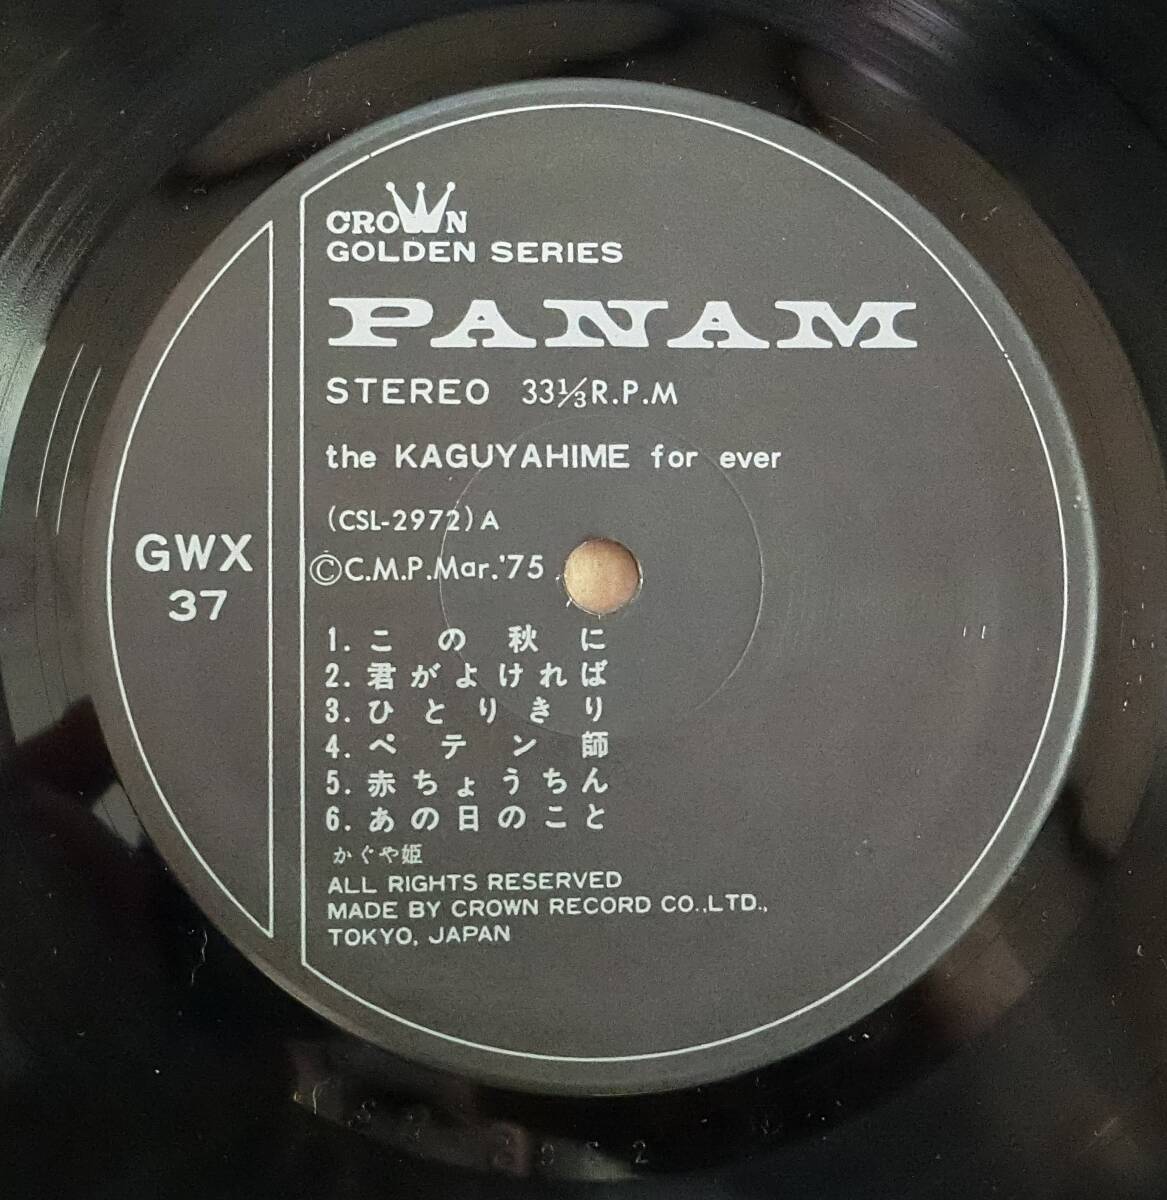 CROWN
GOLDEN SERIES
PANAM
STEREO 33⅓R.P.M
the KAGUYAHIME for ever
(CSL-2972) A
©C.M.P.Mar.'75
GWX
37
1. この秋に
2. 君がよければ
3. ひとりきり
4. ペテン師
5. 赤ちょうちん
6. あの日のこと
かぐや姫
ALL RIGHTS RESERVED
MADE BY CROWN RECORD CO.,LTD.,
TOKYO, JAPAN